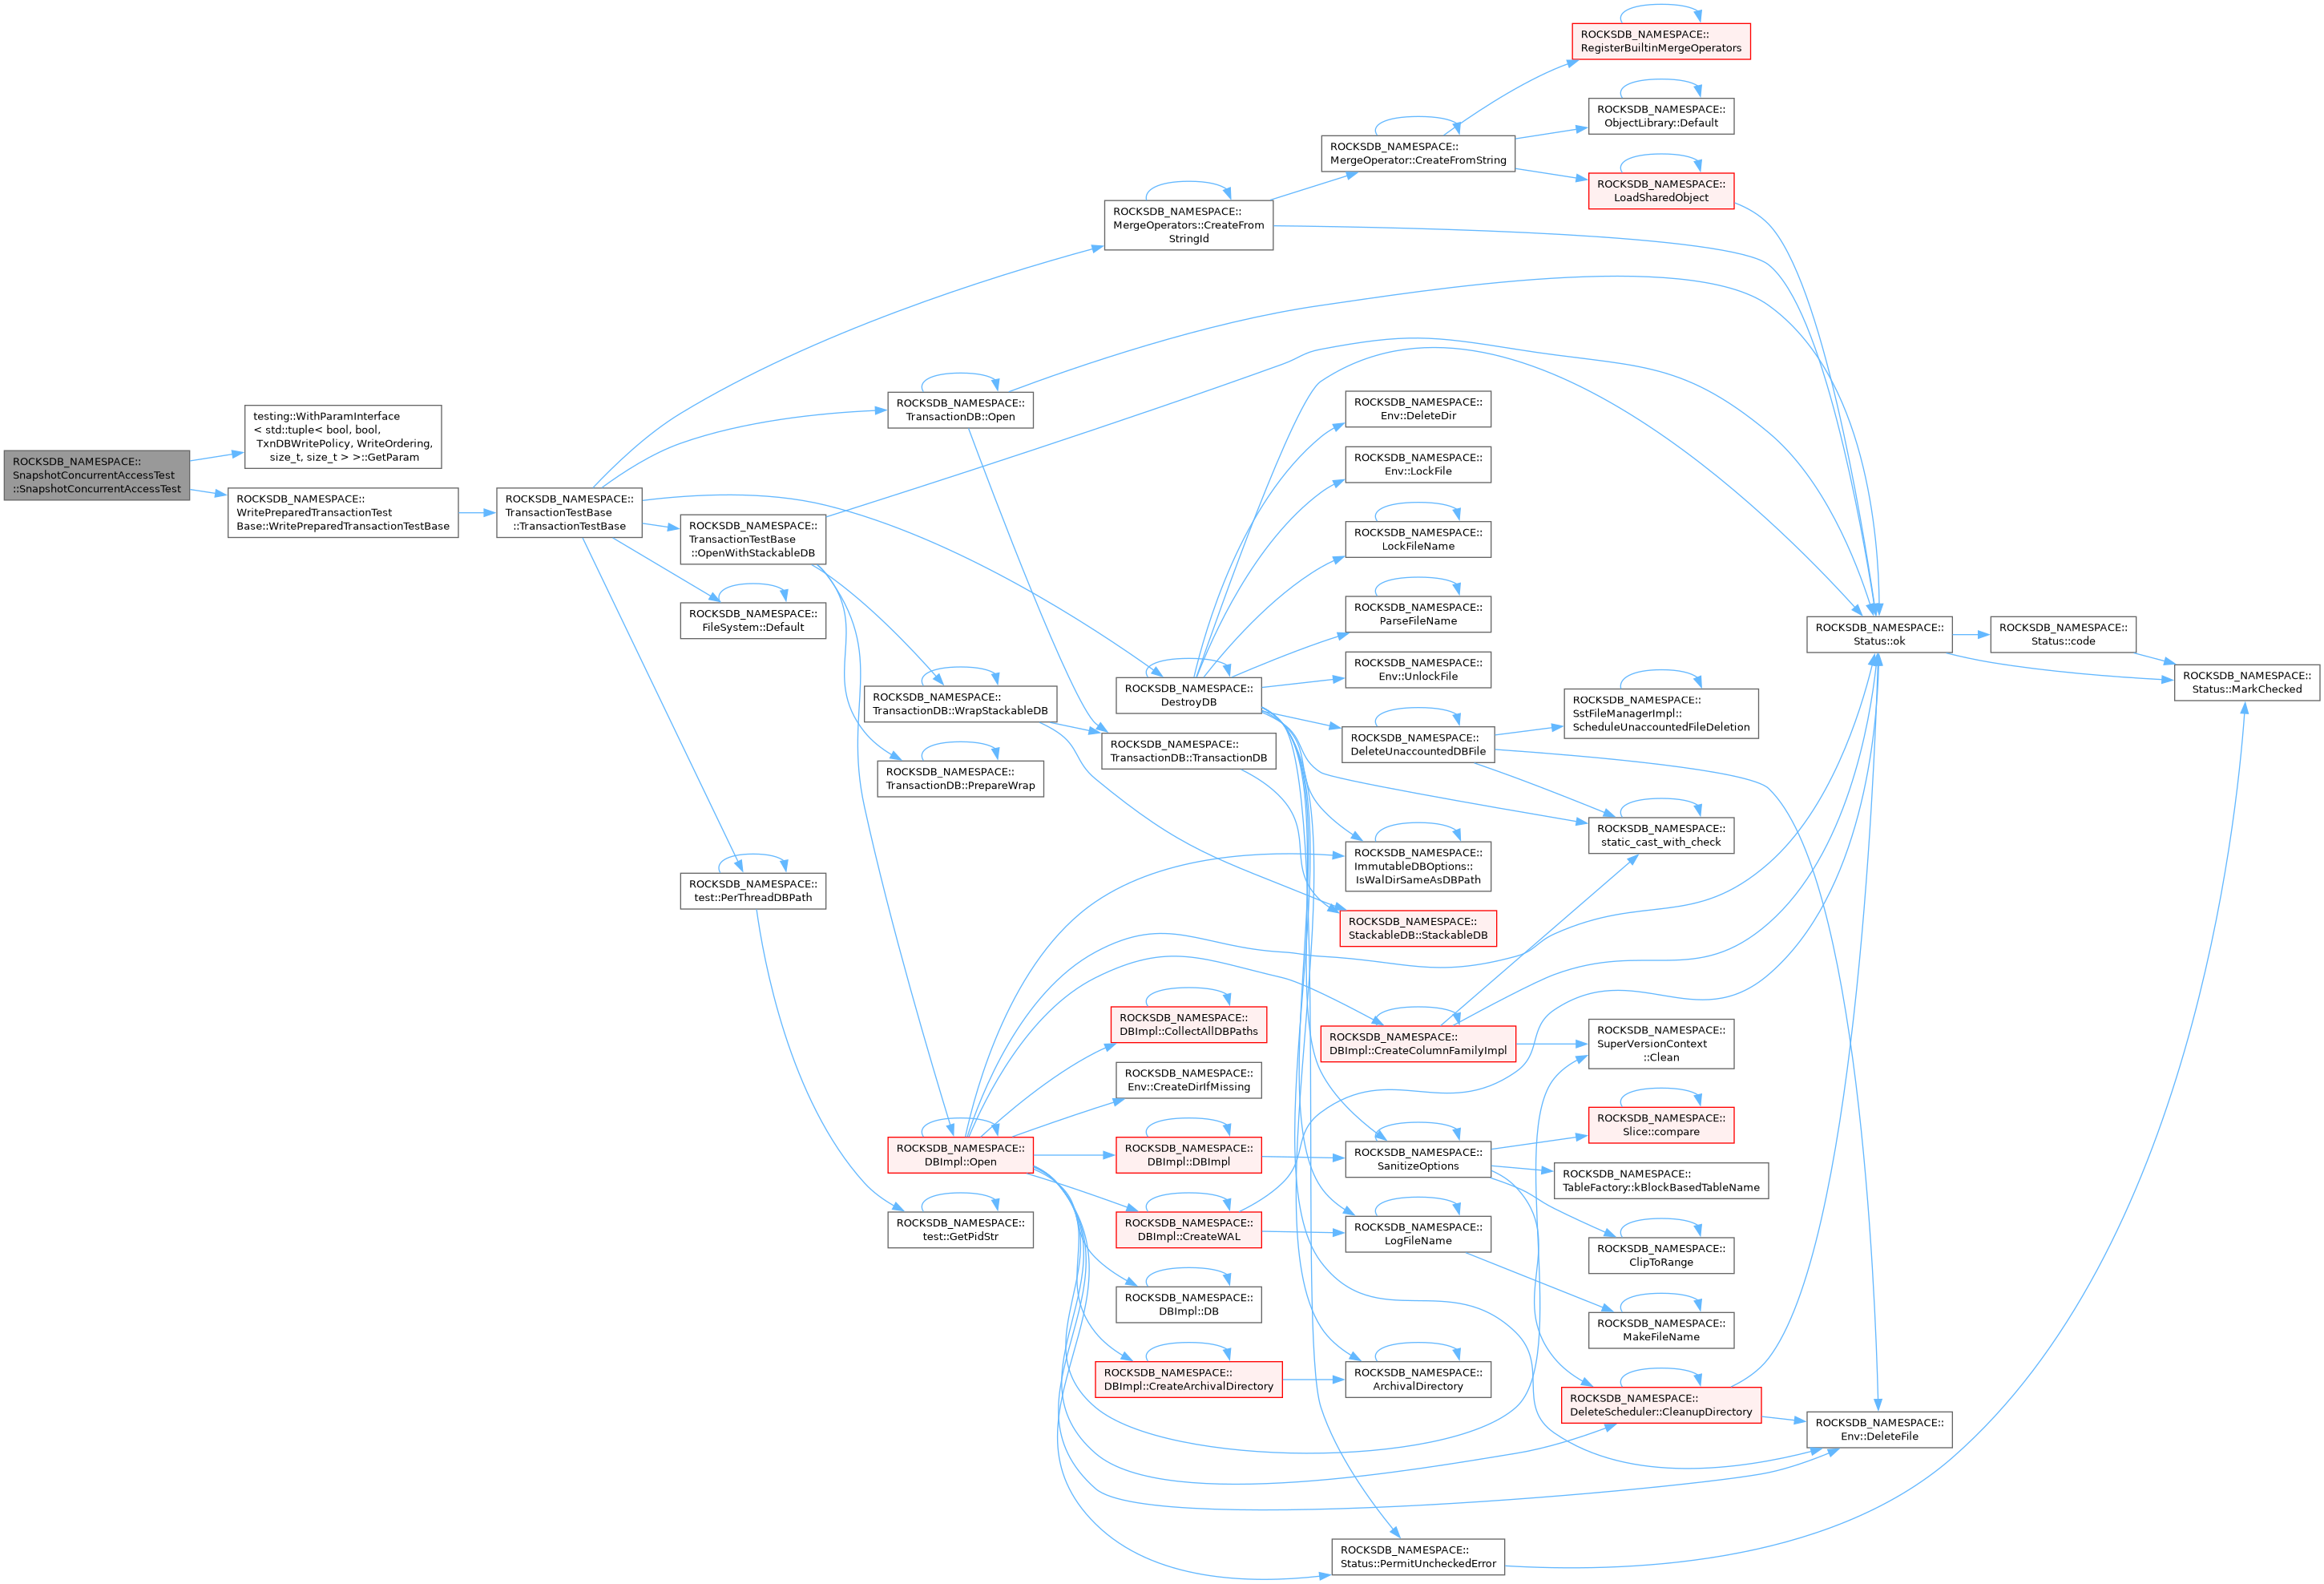 ROCKSDB_NAMESPACE::
SnapshotConcurrentAccessTest
::SnapshotConcurrentAccessTest
testing::WithParamInterface
< std::tuple< bool, bool,
TxnDBWritePolicy, WriteOrdering,
size_t, size_t > >::GetParam
ROCKSDB_NAMESPACE::
WritePreparedTransactionTest
Base::WritePreparedTransactionTestBase
ROCKSDB_NAMESPACE::
TransactionTestBase
::TransactionTestBase
ROCKSDB_NAMESPACE::
TransactionTestBase
::OpenWithStackableDB
ROCKSDB_NAMESPACE::
FileSystem::Default
ROCKSDB_NAMESPACE::
test::PerThreadDBPath
ROCKSDB_NAMESPACE::
TransactionDB::Open
ROCKSDB_NAMESPACE::
TransactionDB::WrapStackableDB
ROCKSDB_NAMESPACE::
TransactionDB::PrepareWrap
ROCKSDB_NAMESPACE::
DBImpl::Open
ROCKSDB_NAMESPACE::
test::GetPidStr
ROCKSDB_NAMESPACE::
MergeOperators::CreateFrom
StringId
ROCKSDB_NAMESPACE::
DestroyDB
ROCKSDB_NAMESPACE::
TransactionDB::TransactionDB
ROCKSDB_NAMESPACE::
DBImpl::CollectAllDBPaths
ROCKSDB_NAMESPACE::
Env::CreateDirIfMissing
ROCKSDB_NAMESPACE::
DBImpl::DBImpl
ROCKSDB_NAMESPACE::
DBImpl::CreateWAL
ROCKSDB_NAMESPACE::
DBImpl::DB
ROCKSDB_NAMESPACE::
DBImpl::CreateArchivalDirectory
ROCKSDB_NAMESPACE::
MergeOperator::CreateFromString
ROCKSDB_NAMESPACE::
Env::DeleteDir
ROCKSDB_NAMESPACE::
Env::LockFile
ROCKSDB_NAMESPACE::
LockFileName
ROCKSDB_NAMESPACE::
ParseFileName
ROCKSDB_NAMESPACE::
Env::UnlockFile
ROCKSDB_NAMESPACE::
DeleteUnaccountedDBFile
ROCKSDB_NAMESPACE::
ImmutableDBOptions::
IsWalDirSameAsDBPath
ROCKSDB_NAMESPACE::
StackableDB::StackableDB
ROCKSDB_NAMESPACE::
DBImpl::CreateColumnFamilyImpl
ROCKSDB_NAMESPACE::
SanitizeOptions
ROCKSDB_NAMESPACE::
LogFileName
ROCKSDB_NAMESPACE::
ArchivalDirectory
ROCKSDB_NAMESPACE::
Status::PermitUncheckedError
ROCKSDB_NAMESPACE::
RegisterBuiltinMergeOperators
ROCKSDB_NAMESPACE::
ObjectLibrary::Default
ROCKSDB_NAMESPACE::
LoadSharedObject
ROCKSDB_NAMESPACE::
SstFileManagerImpl::
ScheduleUnaccountedFileDeletion
ROCKSDB_NAMESPACE::
static_cast_with_check
ROCKSDB_NAMESPACE::
SuperVersionContext
::Clean
ROCKSDB_NAMESPACE::
Slice::compare
ROCKSDB_NAMESPACE::
TableFactory::kBlockBasedTableName
ROCKSDB_NAMESPACE::
ClipToRange
ROCKSDB_NAMESPACE::
MakeFileName
ROCKSDB_NAMESPACE::
DeleteScheduler::CleanupDirectory
ROCKSDB_NAMESPACE::
Status::ok
ROCKSDB_NAMESPACE::
Env::DeleteFile
ROCKSDB_NAMESPACE::
Status::code
ROCKSDB_NAMESPACE::
Status::MarkChecked